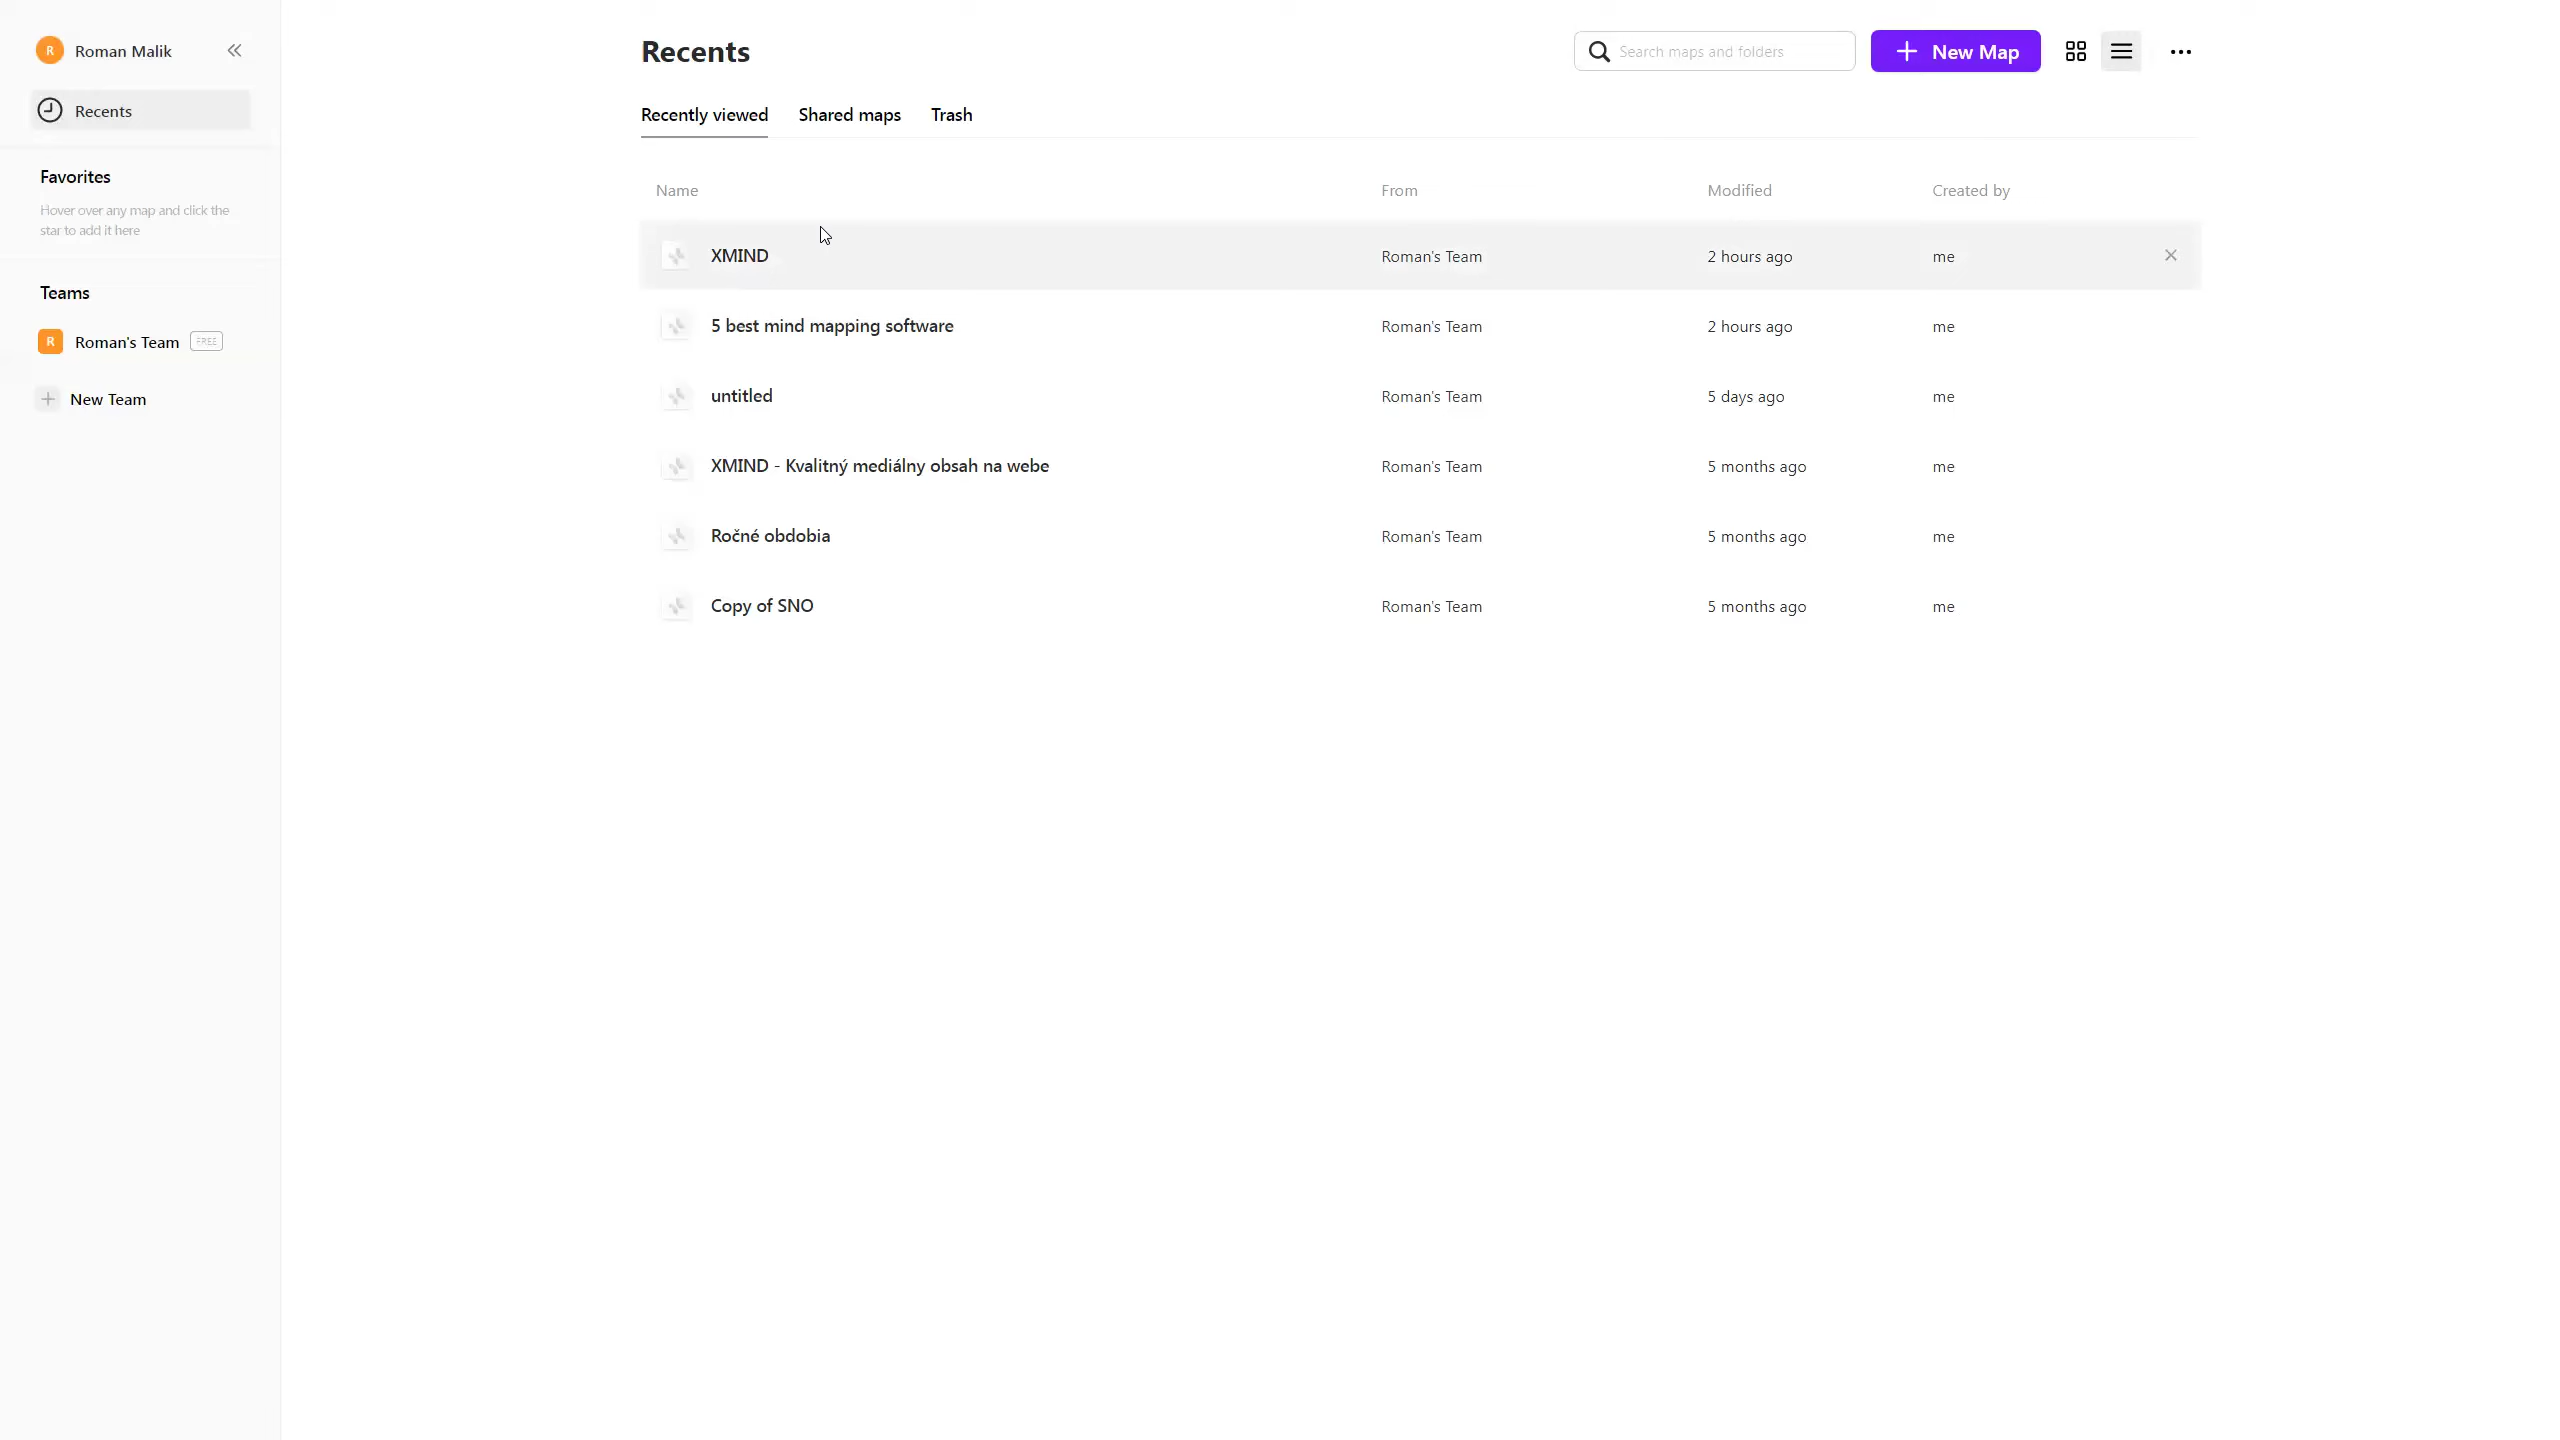 R Roman Malik
Recents
Favorites
Hover over any map and click the
star to add it here
Teams
R Roman's Team FREE
New Team
Recents
Search maps and folders
New Map
Recently viewed Shared maps Trash
Name From Modified Created by
XMIND Roman's Team 2 hours ago me
5 best mind mapping software Roman's Team 2 hours ago me
untitled Roman's Team 5 days ago me
XMIND - Kvalitný mediálny obsah na webe Roman's Team 5 months ago me
Ročné obdobia Roman's Team 5 months ago me
Copy of SNO Roman's Team 5 months ago me